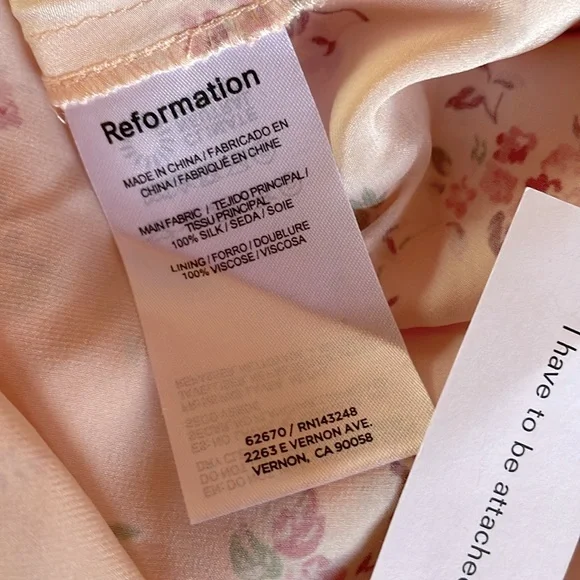 Reformation
MADE IN CHINA / FABRICADO EN
CHINA / FABRIQUÉ EN CHINE
MAIN FABRIC / TEJIDO PRINCIPAL /
TISSU PRINCIPAL
100% SILK / SEDA / SOIE
LINING / FORRO / DOUBLURE
100% VISCOSE / VISCOSA
62670 / RN143248
2263 E VERNON AVE.
VERNON, CA 90058
I have to be attache